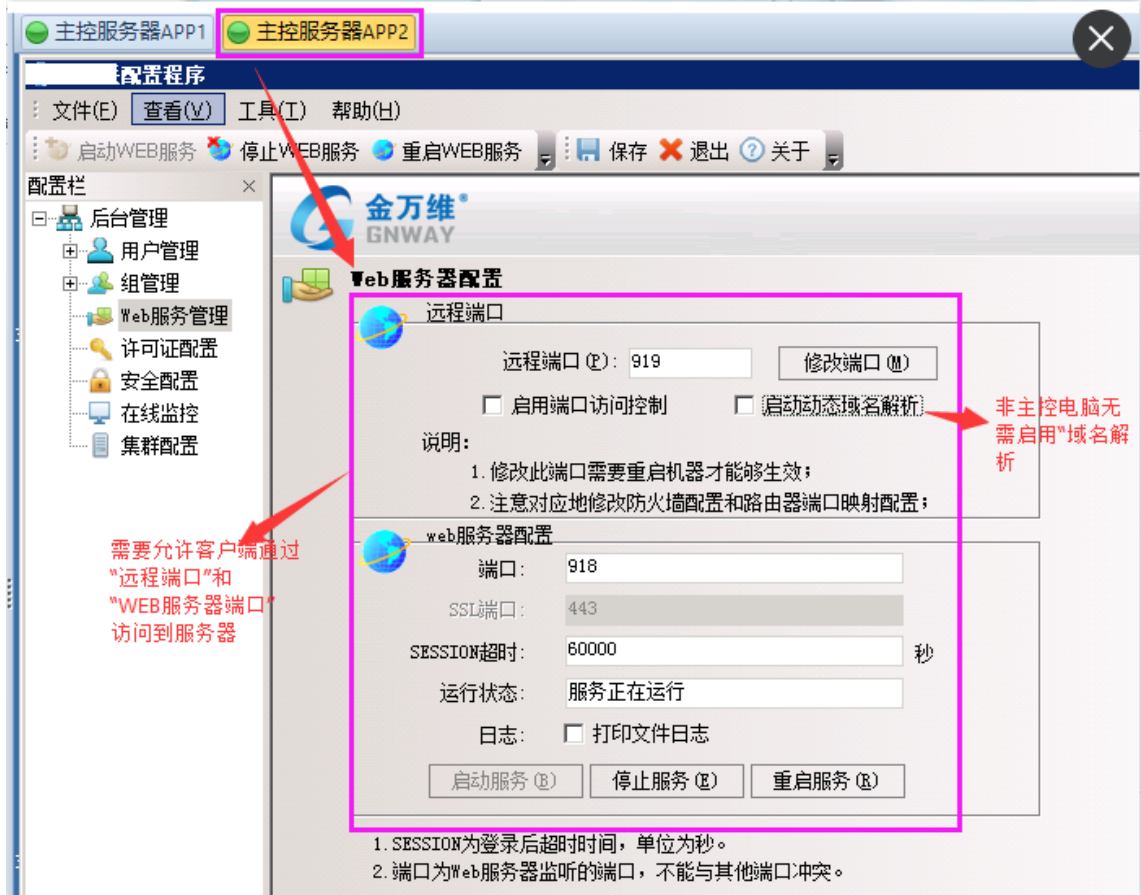 主控服务器APP1
主控服务器APP2
配置程序
文件(F) 查看(V) 工具(T) 帮助(H)
启动WEB服务 停止WEB服务 重启WEB服务 保存 退出 关于
配置栏
后台管理
用户管理
组管理
Web服务管理
许可证配置
安全配置
在线监控
集群配置
金万维®
GNWAY
Web服务器配置
远程端口
远程端口(P): 919 修改端口(M)
启用端口访问控制 启动动态域名解析
说明:
1.修改此端口需要重启机器才能够生效;
2.注意对应地修改防火墙配置和路由器端口映射配置;
非主控电脑无
需启用“域名解
析
web服务器配置
端口: 918
SSL端口: 443
SESSION超时: 60000 秒
运行状态: 服务正在运行
日志: 打印文件日志
启动服务(B) 停止服务(E) 重启服务(R)
需要允许客户端通过
“远程端口”和
“WEB服务器端口”
访问到服务器
1.SESSION为登录后超时时间，单位为秒。
2.端口为Web服务器监听的端口，不能与其他端口冲突。